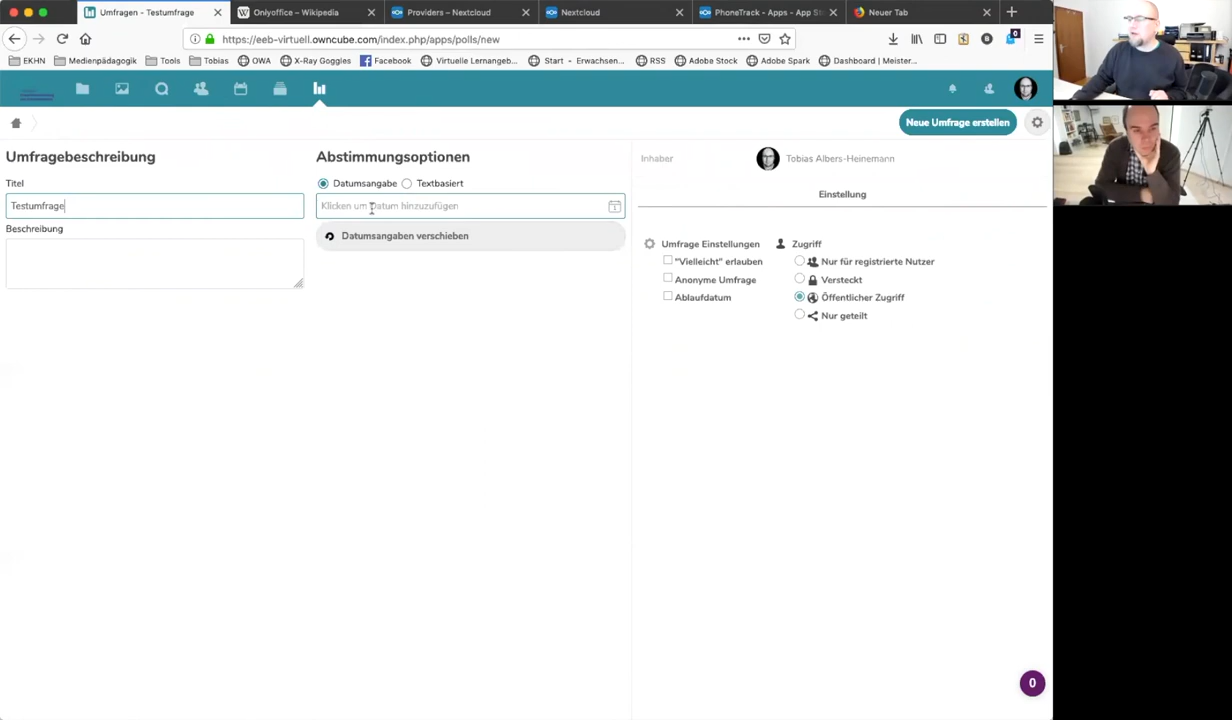 Umfragen - Testumfrage
Onlyoffice – Wikipedia
Providers – Nextcloud
Nextcloud
PhoneTrack - Apps - App St
Neuer Tab
https://eeb-virtuell.owncube.com/index.php/apps/polls/new
0
EKHN
Medienpädagogik
Tools
Tobias
OWA
X-Ray Goggles
Facebook
Virtuelle Lernangeb…
Start - Erwachsen…
RSS
Adobe Stock
Adobe Spark
Dashboard | Meister…
Neue Umfrage erstellen
Umfragebeschreibung
Titel
Testumfrage
Beschreibung
Abstimmungsoptionen
Datumsangabe
Textbasiert
Klicken um Datum hinzuzufügen
Datumsangaben verschieben
Inhaber
Tobias Albers-Heinemann
Einstellung
Umfrage Einstellungen
"Vielleicht" erlauben
Anonyme Umfrage
Ablaufdatum
Zugriff
Nur für registrierte Nutzer
Versteckt
Öffentlicher Zugriff
Nur geteilt
0